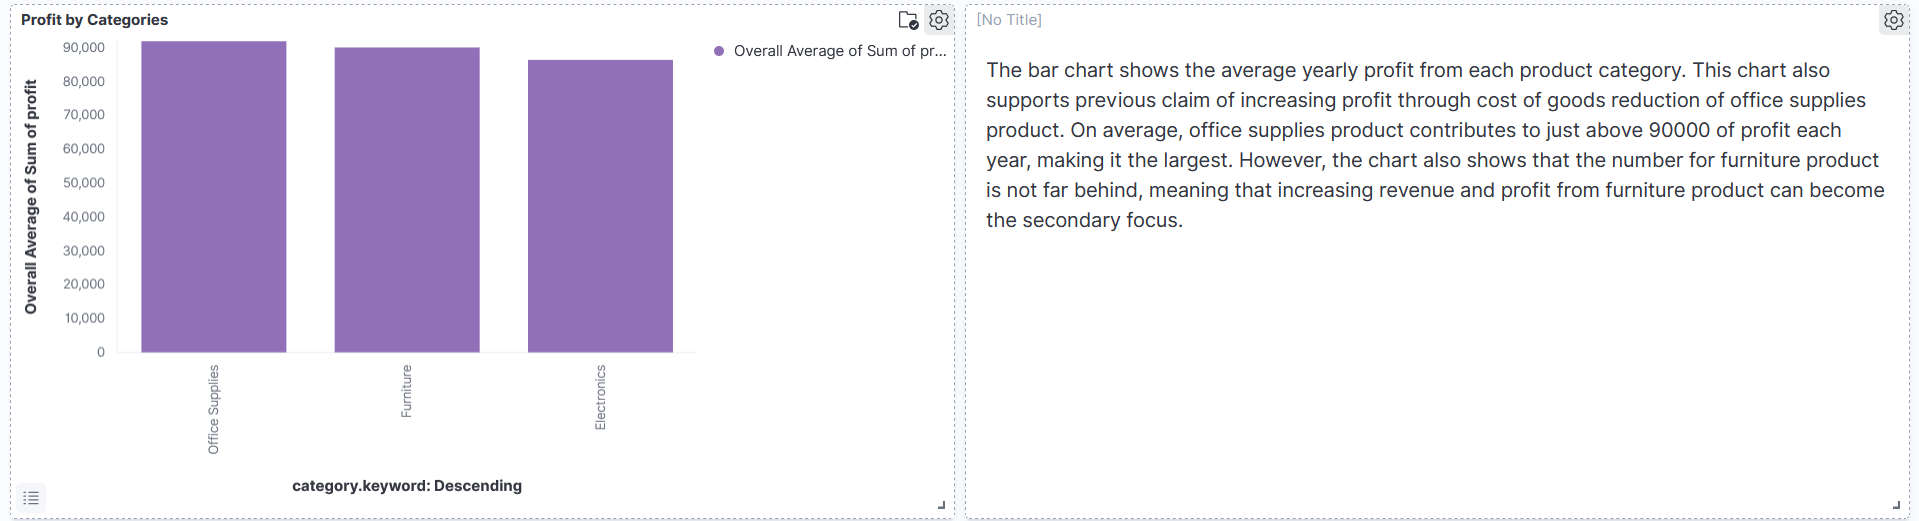 Profit by Categories
90,000
80,000
70,000
60,000
50,000
40,000
30,000
20,000
10,000
0
Overall Average of Sum of profit
Office Supplies
Furniture
Electronics
category.keyword: Descending
Overall Average of Sum of pr...
[No Title]
The bar chart shows the average yearly profit from each product category. This chart also
supports previous claim of increasing profit through cost of goods reduction of office supplies
product. On average, office supplies product contributes to just above 90000 of profit each
year, making it the largest. However, the chart also shows that the number for furniture product
is not far behind, meaning that increasing revenue and profit from furniture product can become
the secondary focus.